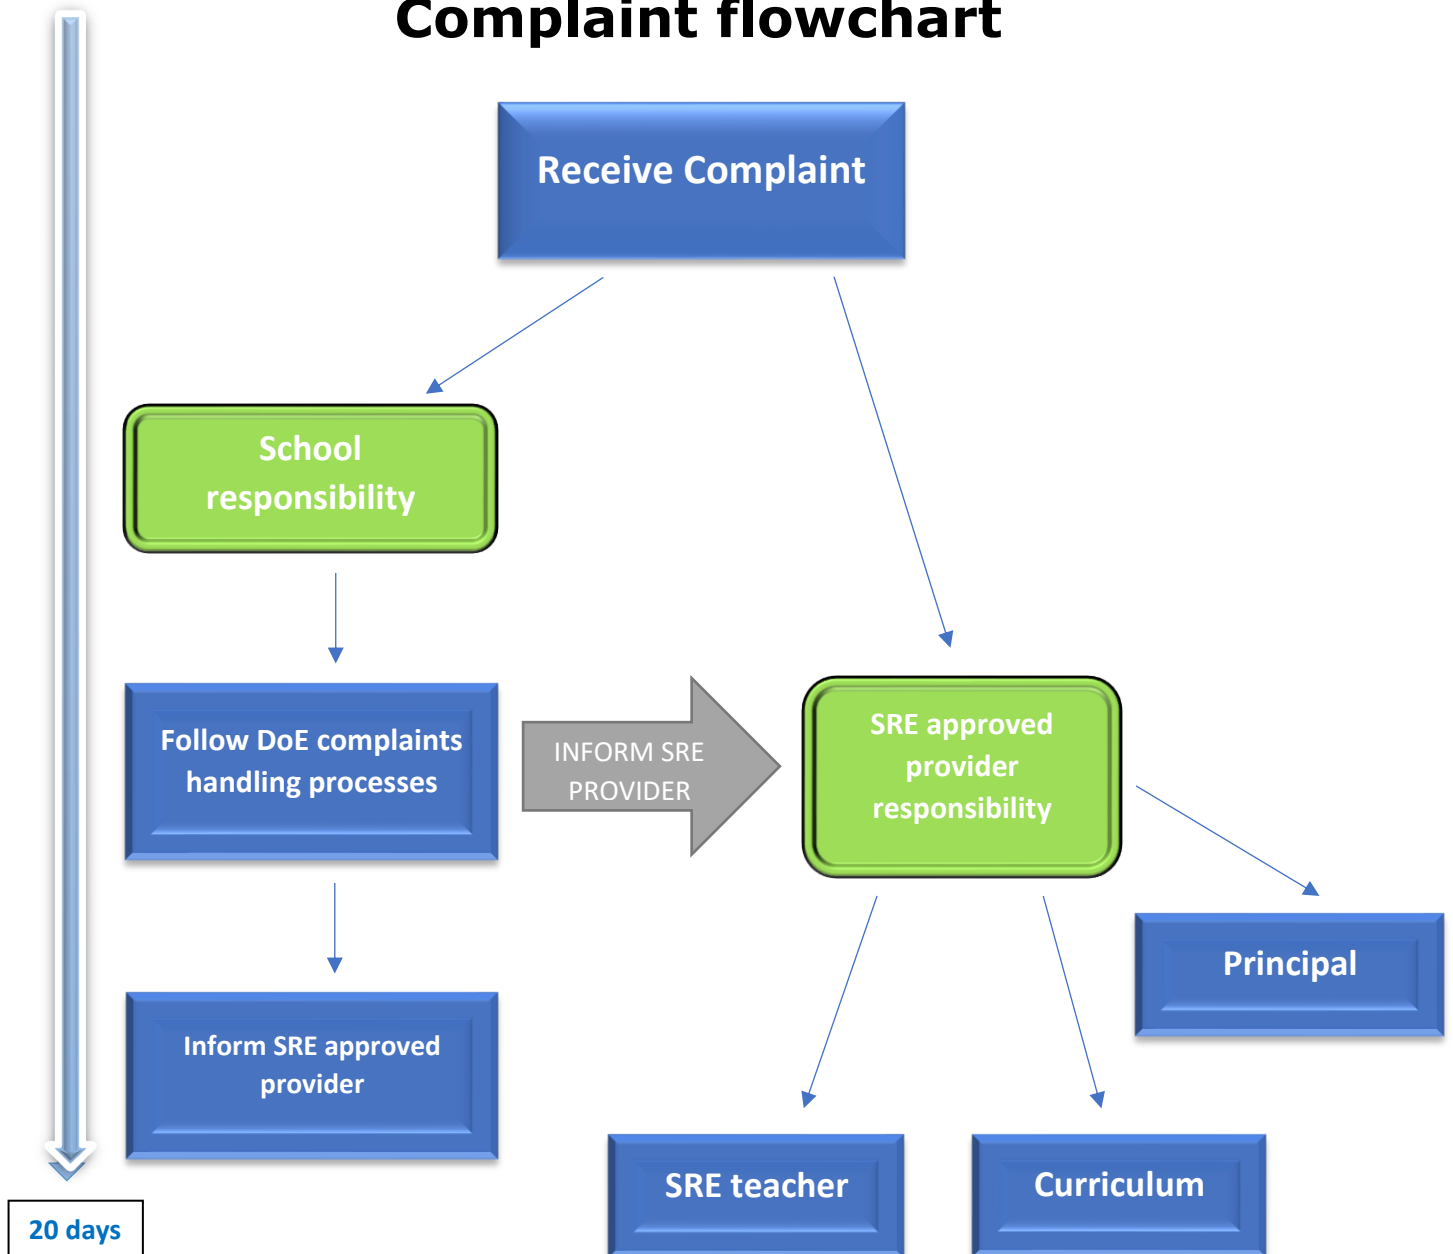 Complaint flowchart
Receive Complaint
School
responsibility
Follow DoE complaints
handling processes
INFORM SRE
PROVIDER
SRE approved
provider
responsibility
Principal
Inform SRE approved
provider
SRE teacher
Curriculum
20 days